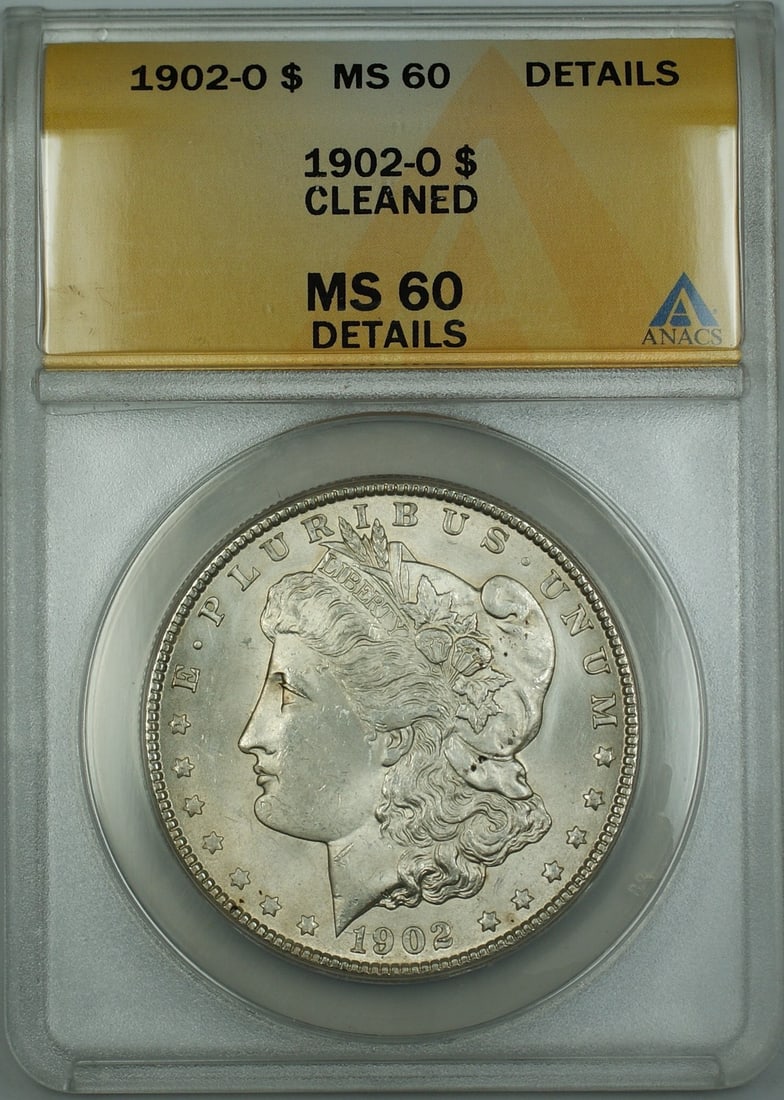 1902-O $ MS 60 DETAILS
1902-O $
CLEANED
MS 60
DETAILS
ANACS
E · PLURIBUS · UNUM
LIBERTY
1902